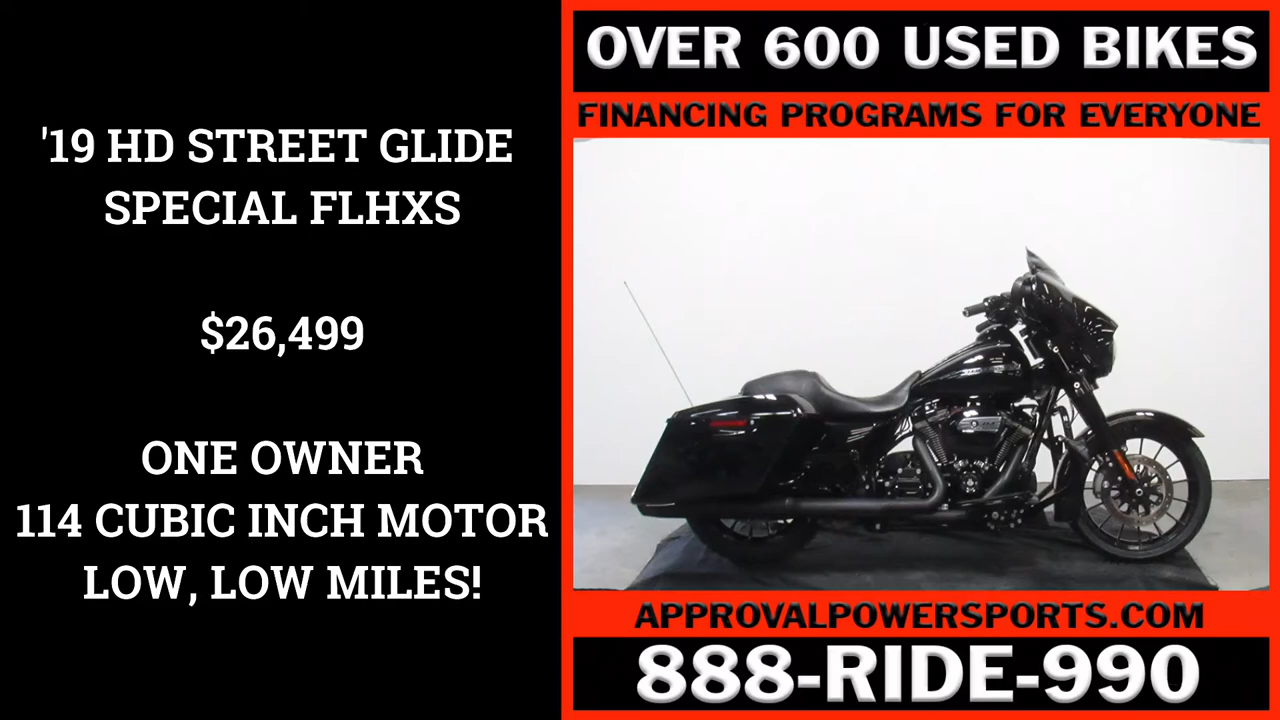 '19 HD STREET GLIDE
SPECIAL FLHXS
$26,499
ONE OWNER
114 CUBIC INCH MOTOR
LOW, LOW MILES!
OVER 600 USED BIKES
FINANCING PROGRAMS FOR EVERYONE
APPROVALPOWERSPORTS.COM
888-RIDE-990